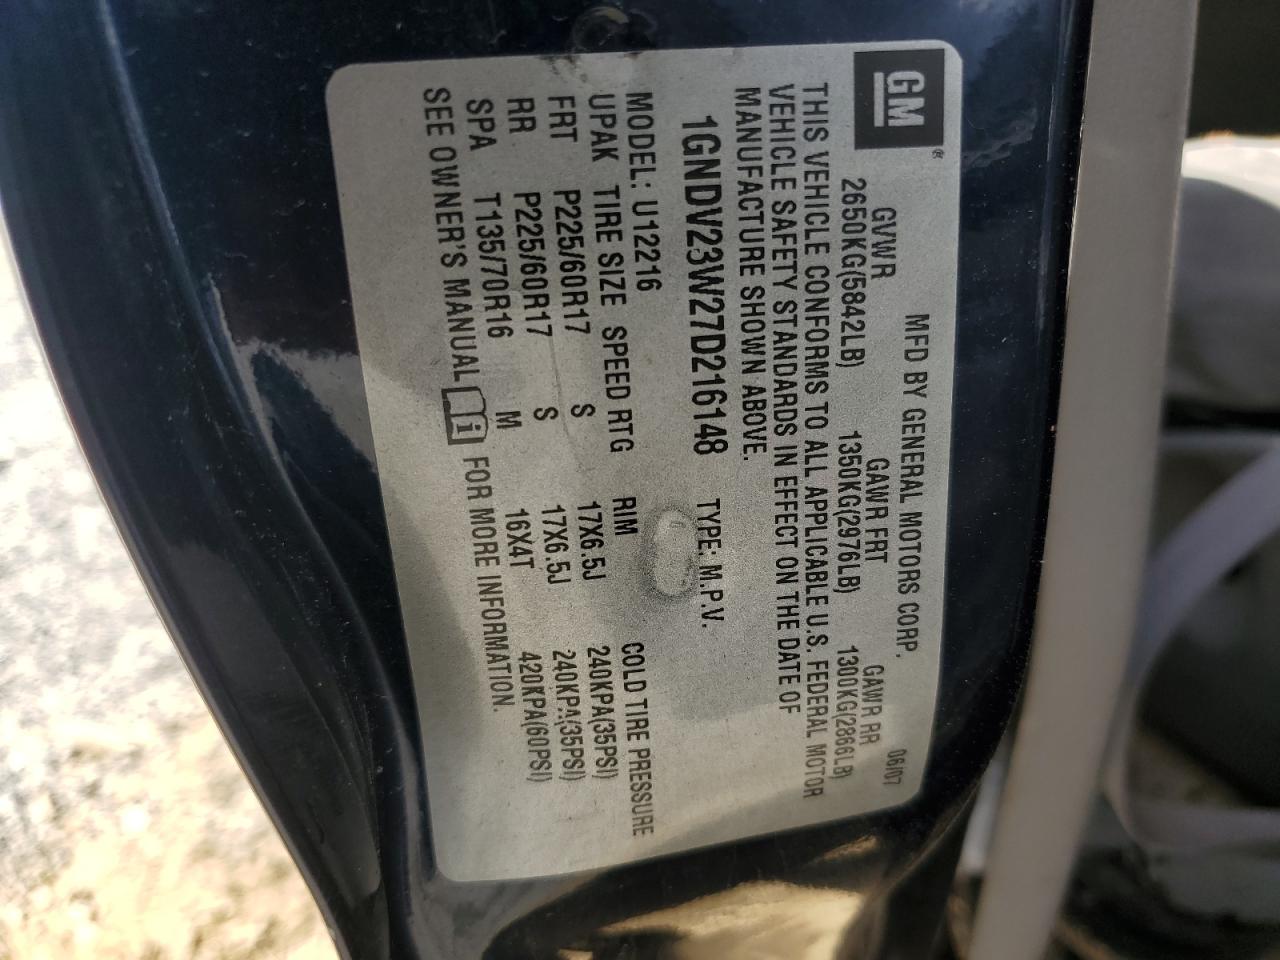 GM®
MFD BY GENERAL MOTORS CORP. 06/07
GVWR GAWR FRT GAWR RR
2650KG(5842LB) 1350KG(2976LB) 1300KG(2866LB)
THIS VEHICLE CONFORMS TO ALL APPLICABLE U.S. FEDERAL MOTOR
VEHICLE SAFETY STANDARDS IN EFFECT ON THE DATE OF
MANUFACTURE SHOWN ABOVE.
1GNDV23W27D216148 TYPE: M.P.V.
MODEL: U12216
UPAK TIRE SIZE SPEED RTG RIM COLD TIRE PRESSURE
FRT P225/60R17 S 17X6.5J 240KPA(35PSI)
RR P225/60R17 S 17X6.5J 240KPA(35PSI)
SPA T135/70R16 M 16X4T 420KPA(60PSI)
SEE OWNER'S MANUAL i FOR MORE INFORMATION.